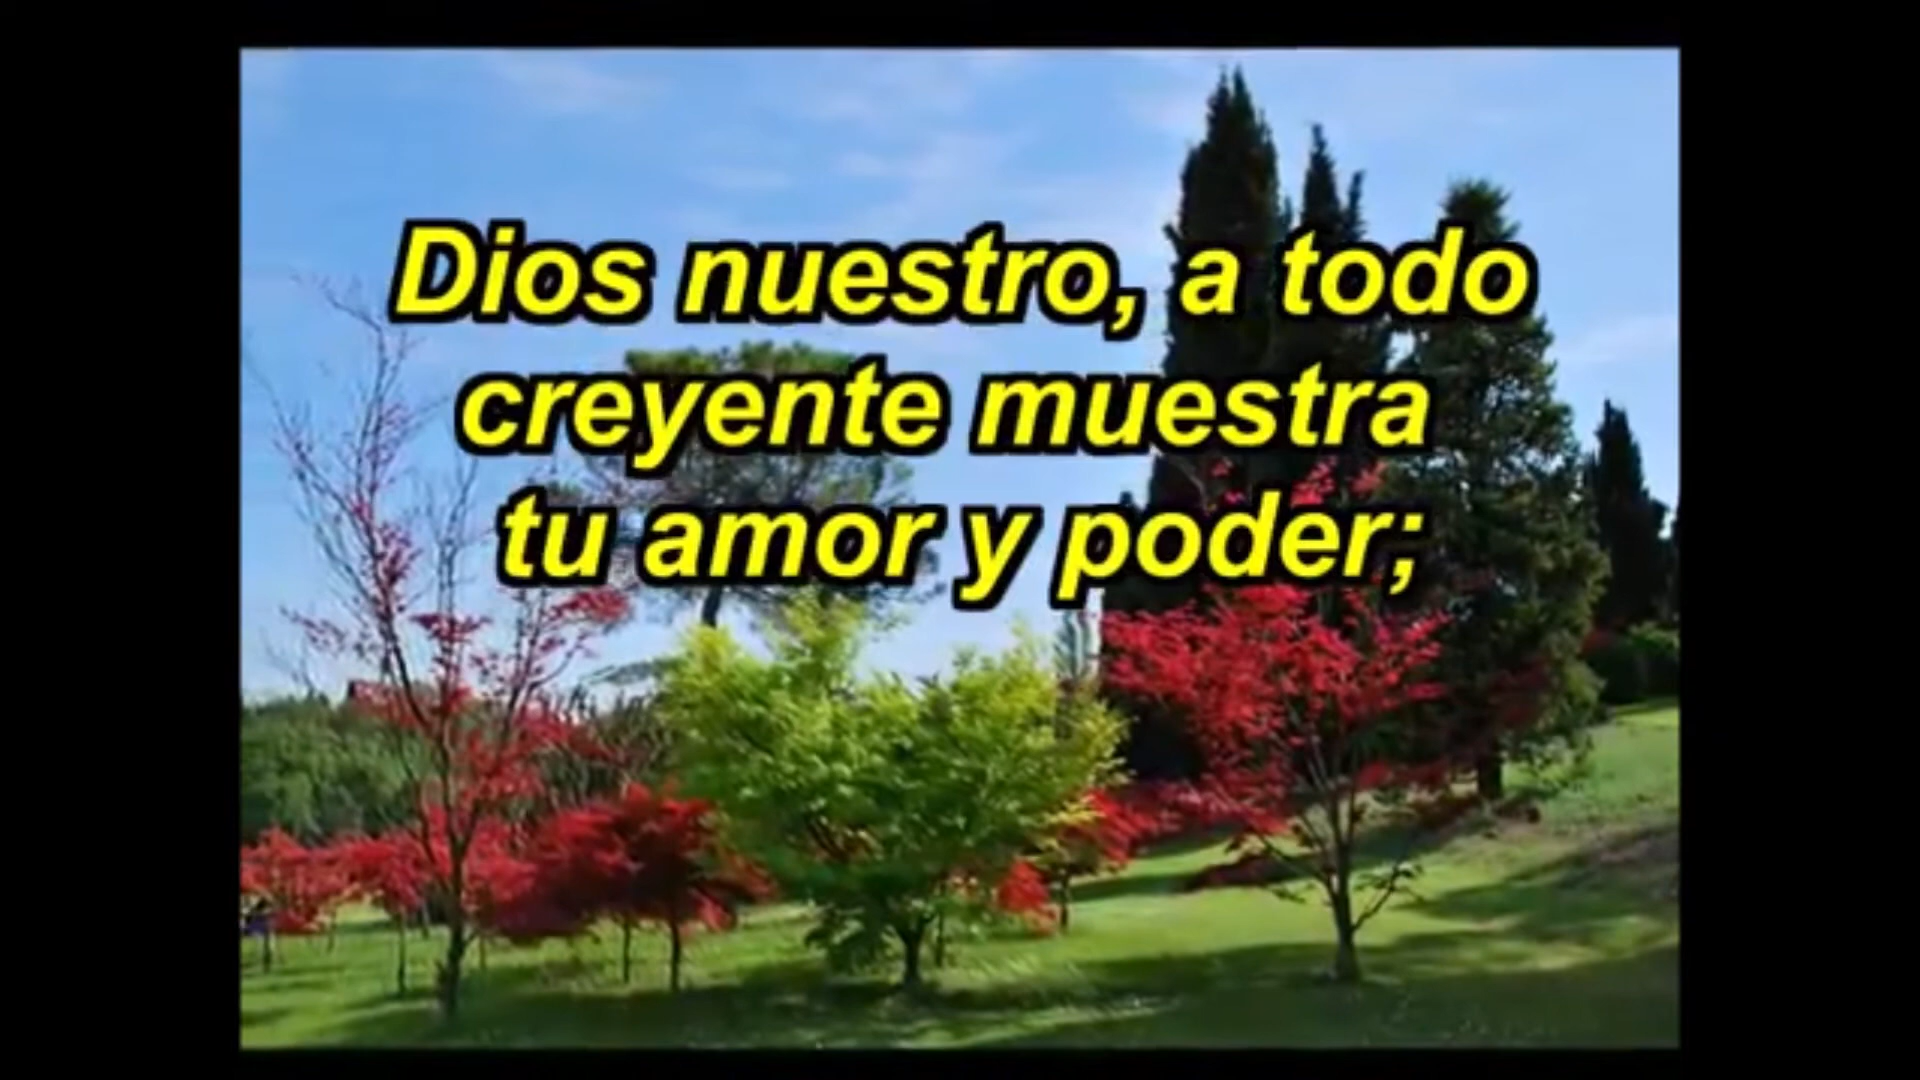 Dios nuestro, a todo
creyente muestra
tu amor y poder;